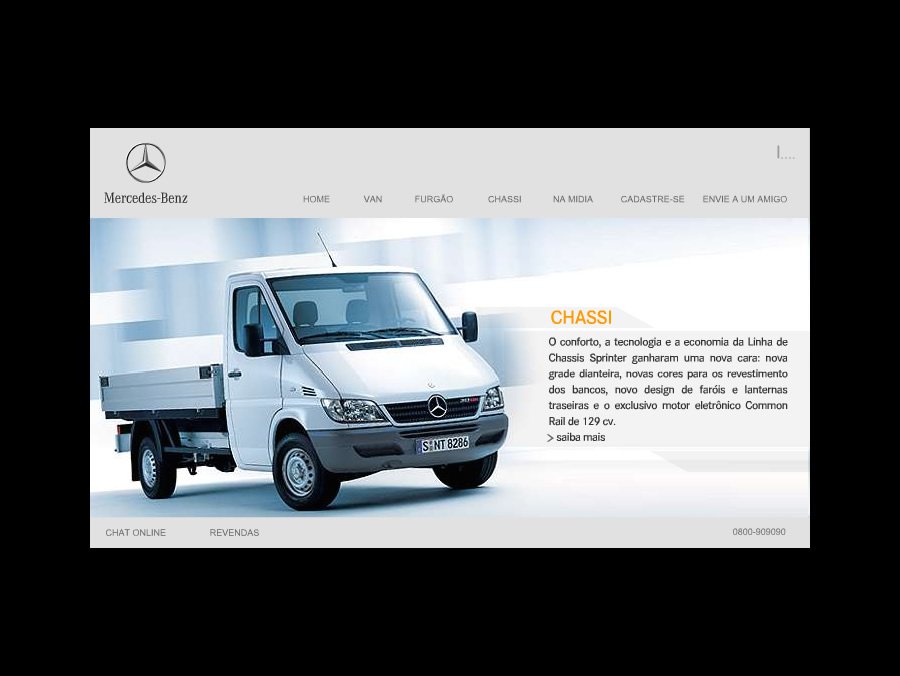 Mercedes-Benz
HOME VAN FURGÃO CHASSI NA MIDIA CADASTRE-SE ENVIE A UM AMIGO
CHASSI
O conforto, a tecnologia e a economia da Linha de
Chassis Sprinter ganharam uma nova cara: nova
grade dianteira, novas cores para os revestimento
dos bancos, novo design de faróis e lanternas
traseiras e o exclusivo motor eletrônico Common
Rail de 129 cv.
> saiba mais
S NT 8286
CHAT ONLINE REVENDAS 0800-909090